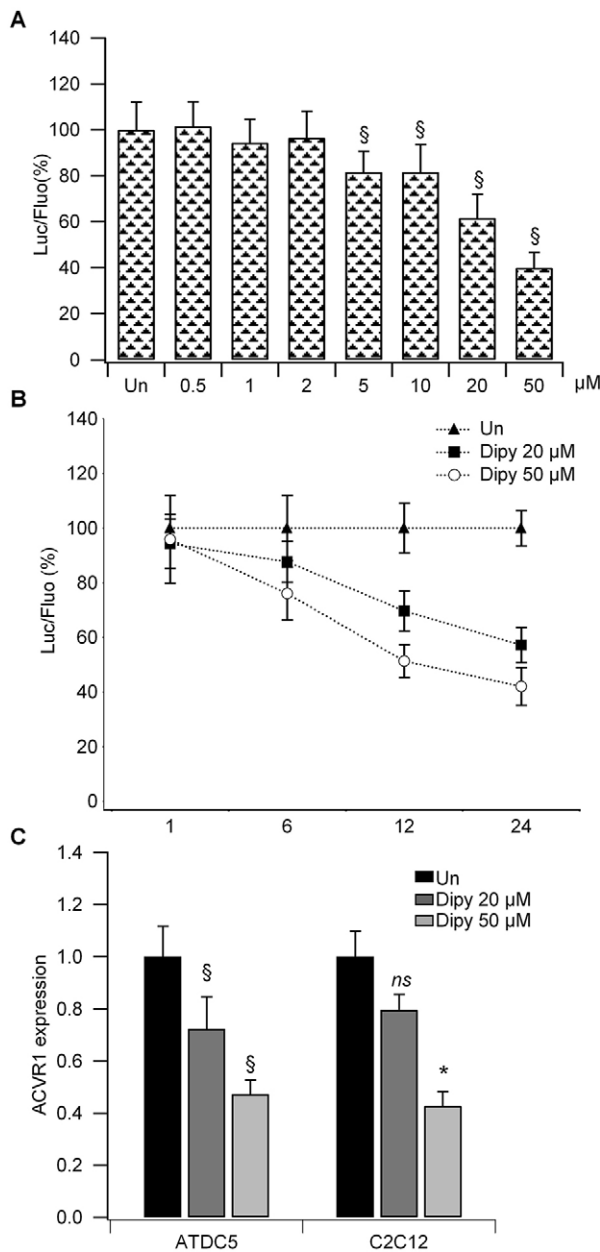 A
140
120
100
80
60
40
20
0
Luc/Fluo(%)
§ § § §
Un 0.5 1 2 5 10 20 50 µM
B
140
120
100
80
60
40
20
0
Luc/Fluo (%)
Un
Dipy 20 µM
Dipy 50 µM
1 6 12 24
C
1.4
1.2
1.0
0.8
0.6
0.4
0.2
0.0
ACVR1 expression
Un
Dipy 20 µM
Dipy 50 µM
§ § ns *
ATDC5 C2C12